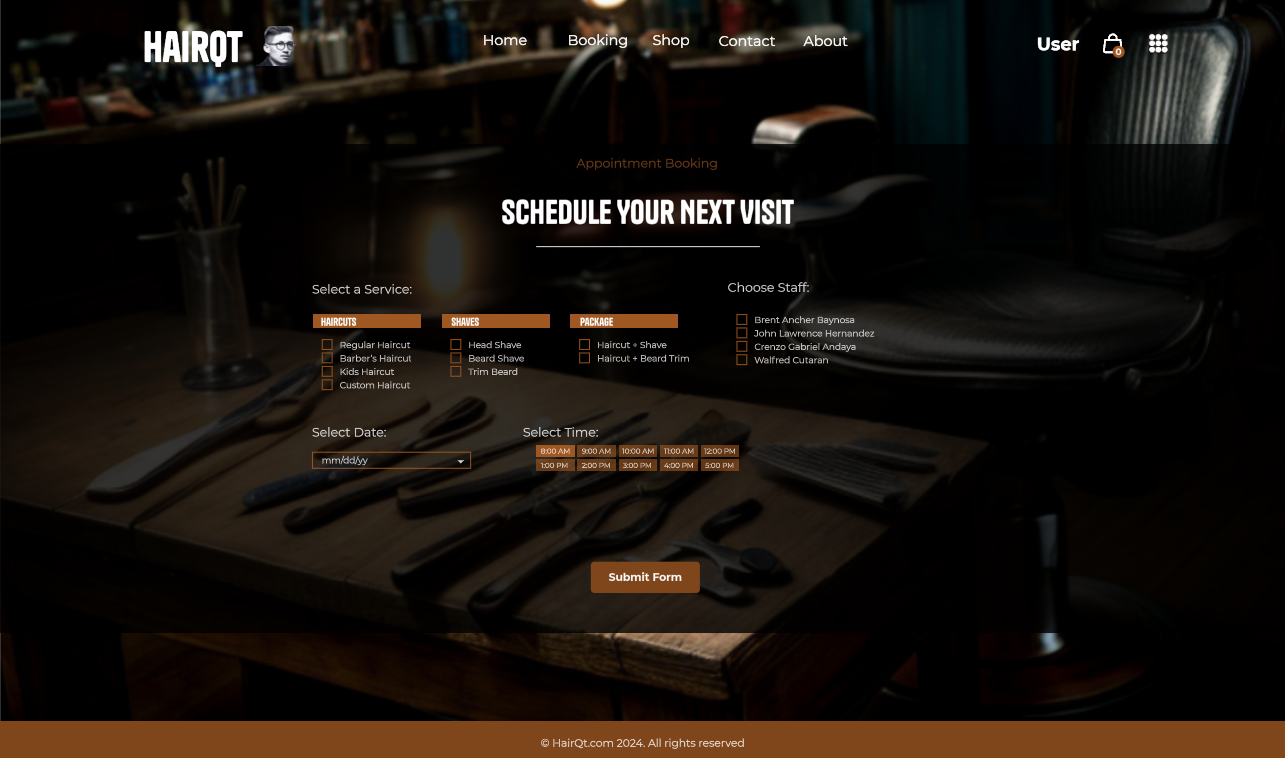 HAIRQT
Home Booking Shop Contact About
User
0
Appointment Booking
SCHEDULE YOUR NEXT VISIT
Select a Service:
HAIRCUTS
Regular Haircut
Barber's Haircut
Kids Haircut
Custom Haircut
SHAVES
Head Shave
Beard Shave
Trim Beard
PACKAGE
Haircut + Shave
Haircut + Beard Trim
Choose Staff:
Brent Ancher Baynosa
John Lawrence Hernandez
Crenzo Gabriel Andaya
Walfred Cutaran
Select Date:
mm/dd/yy
Select Time:
8:00 AM 9:00 AM 10:00 AM 11:00 AM 12:00 PM
1:00 PM 2:00 PM 3:00 PM 4:00 PM 5:00 PM
Submit Form
© HairQt.com 2024. All rights reserved